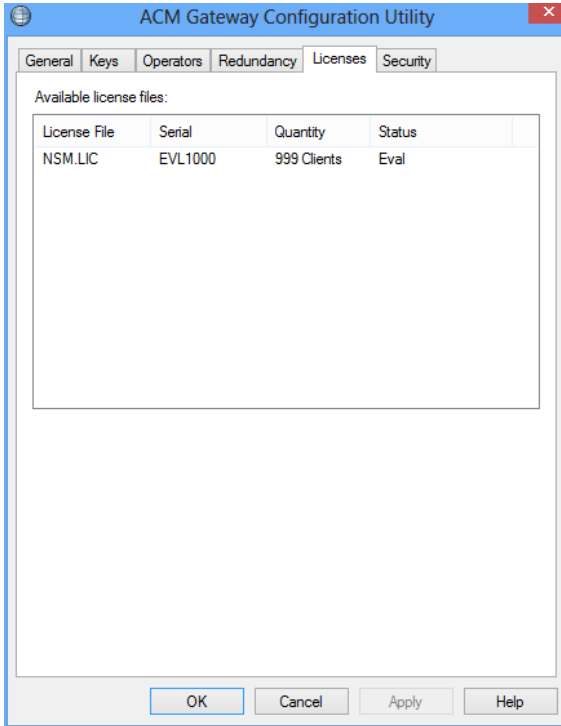 ACM Gateway Configuration Utility
General Keys Operators Redundancy Licenses Security
Available license files:
License File Serial Quantity Status
NSM.LIC EVL1000 999 Clients Eval
OK Cancel Apply Help